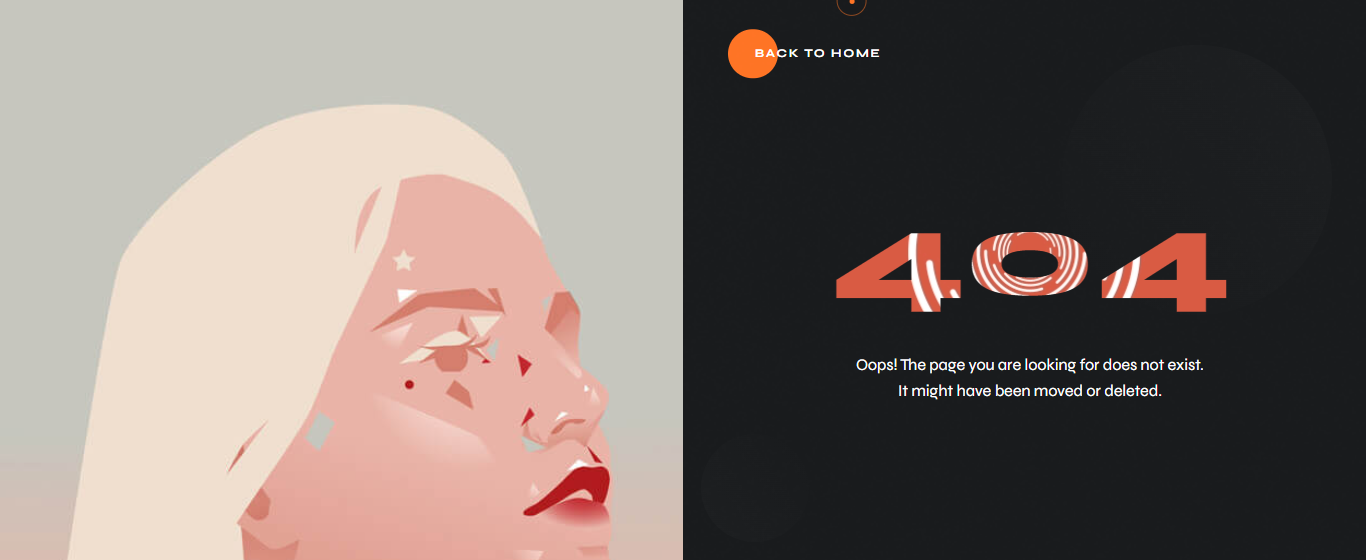 BACK TO HOME
404
Oops! The page you are looking for does not exist.
It might have been moved or deleted.